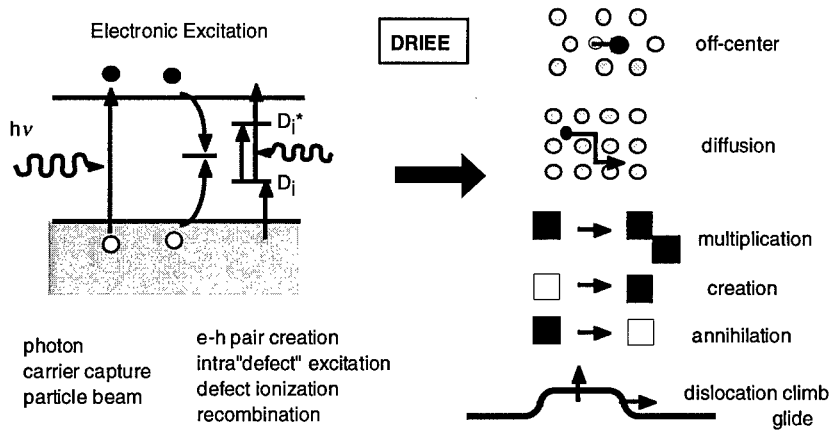 Electronic Excitation
DRIEE
hν
Di*
Di
photon
carrier capture
particle beam
e-h pair creation
intra"defect" excitation
defect ionization
recombination
off-center
diffusion
multiplication
creation
annihilation
dislocation climb
glide